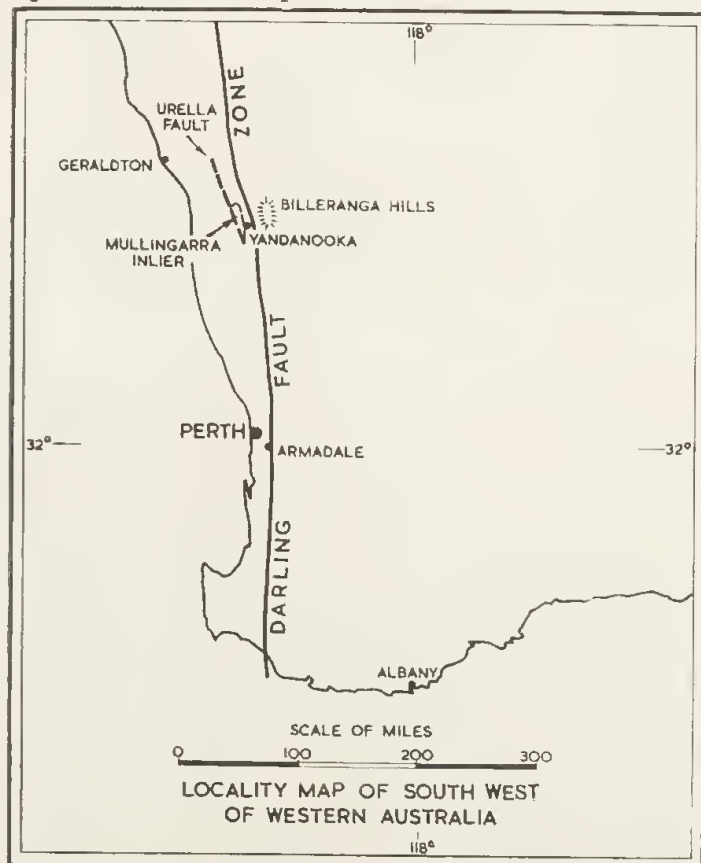 118°
ZONE
URELLA
FAULT
GERALDTON
BILLERANGA HILLS
MULLINGARRA
INLIER
YANDANOOKA
FAULT
PERTH
32°
32°
ARMADALE
DARLING
ALBANY
SCALE OF MILES
0 100 200 300
LOCALITY MAP OF SOUTH WEST
OF WESTERN AUSTRALIA
118°